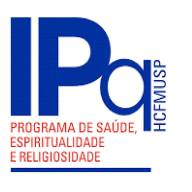 IPq
HCFMUSP
PROGRAMA DE SAÚDE,
ESPIRITUALIDADE
E RELIGIOSIDADE